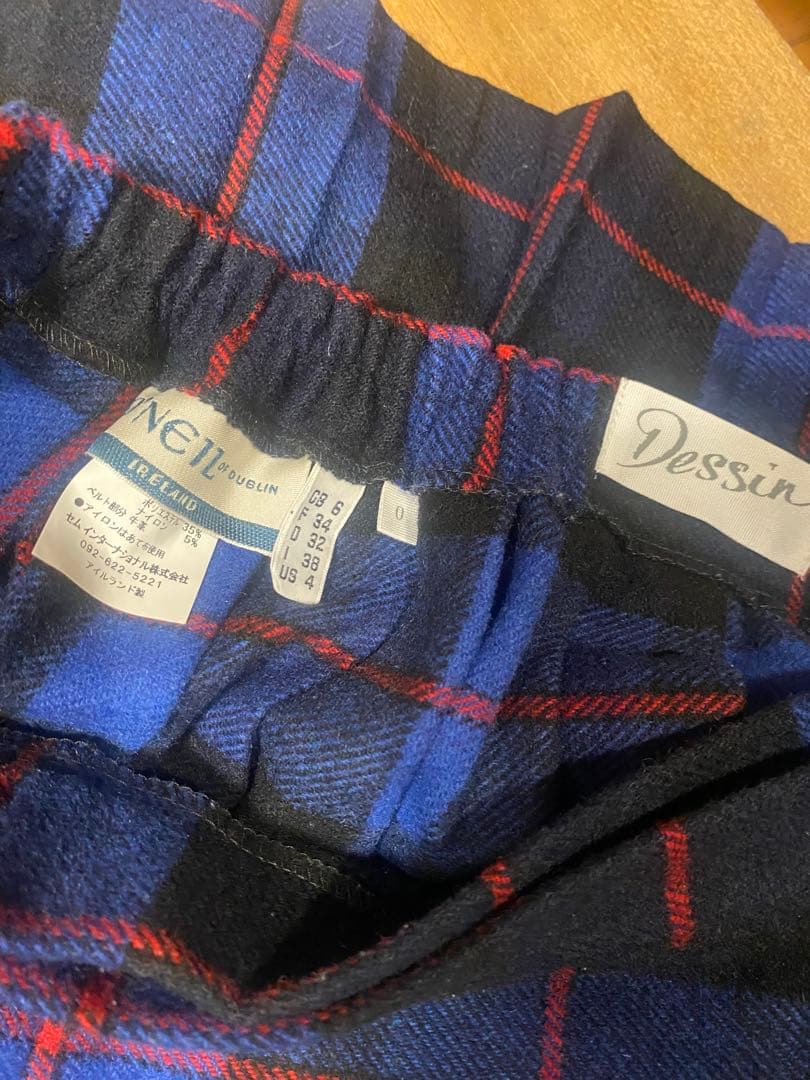 O'NEIL
OF DUBLIN
IRELAND
ポリエステル 35%
ナイロン 5%
ベルト部分 牛革
●アイロンはあて布使用
セム インターナショナル株式会社
092-622-5221
アイルランド製
GB 6
F 34
D 32
I 38
US 4
0
Dessin